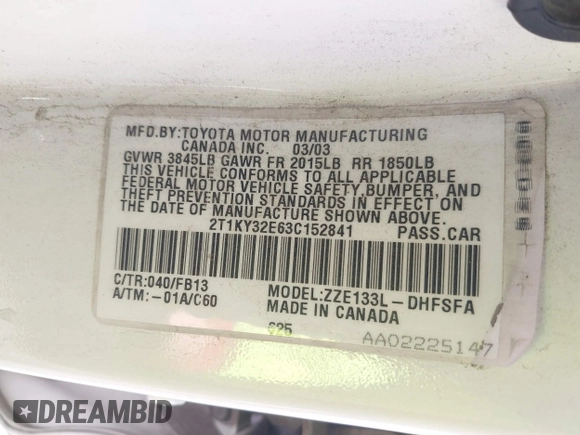 MFD.BY:TOYOTA MOTOR MANUFACTURING
CANADA INC. 03/03
GVWR 3845LB GAWR FR 2015LB RR 1850LB
THIS VEHICLE CONFORMS TO ALL APPLICABLE
FEDERAL MOTOR VEHICLE SAFETY,BUMPER, AND
THEFT PREVENTION STANDARDS IN EFFECT ON
THE DATE OF MANUFACTURE SHOWN ABOVE.
2T1KY32E63C152841 PASS.CAR
C/TR:040/FB13 MODEL:ZZE133L-DHFSFA
A/TM:-01A/C60 MADE IN CANADA
625
AA02225147
DREAMBID